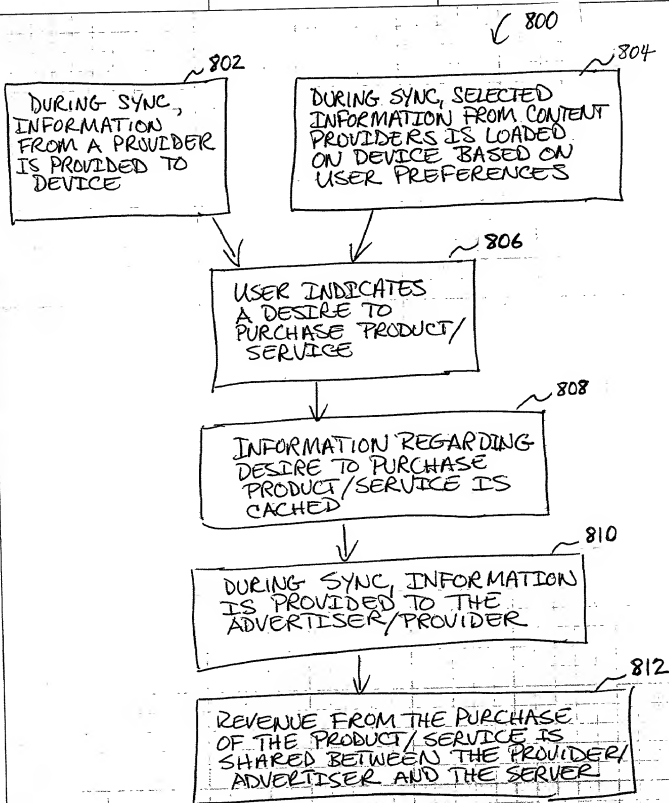 800
802
DURING SYNC,
INFORMATION
FROM A PROVIDER
IS PROVIDED TO
DEVICE
804
DURING SYNC, SELECTED
INFORMATION FROM CONTENT
PROVIDERS IS LOADED
ON DEVICE BASED ON
USER PREFERENCES
806
USER INDICATES
A DESIRE TO
PURCHASE PRODUCT/
SERVICE
808
INFORMATION REGARDING
DESIRE TO PURCHASE
PRODUCT/SERVICE IS
CACHED
810
DURING SYNC, INFORMATION
IS PROVIDED TO THE
ADVERTISER/PROVIDER
812
REVENUE FROM THE PURCHASE
OF THE PRODUCT/SERVICE IS
SHARED BETWEEN THE PROVIDER/
ADVERTISER AND THE SERVER